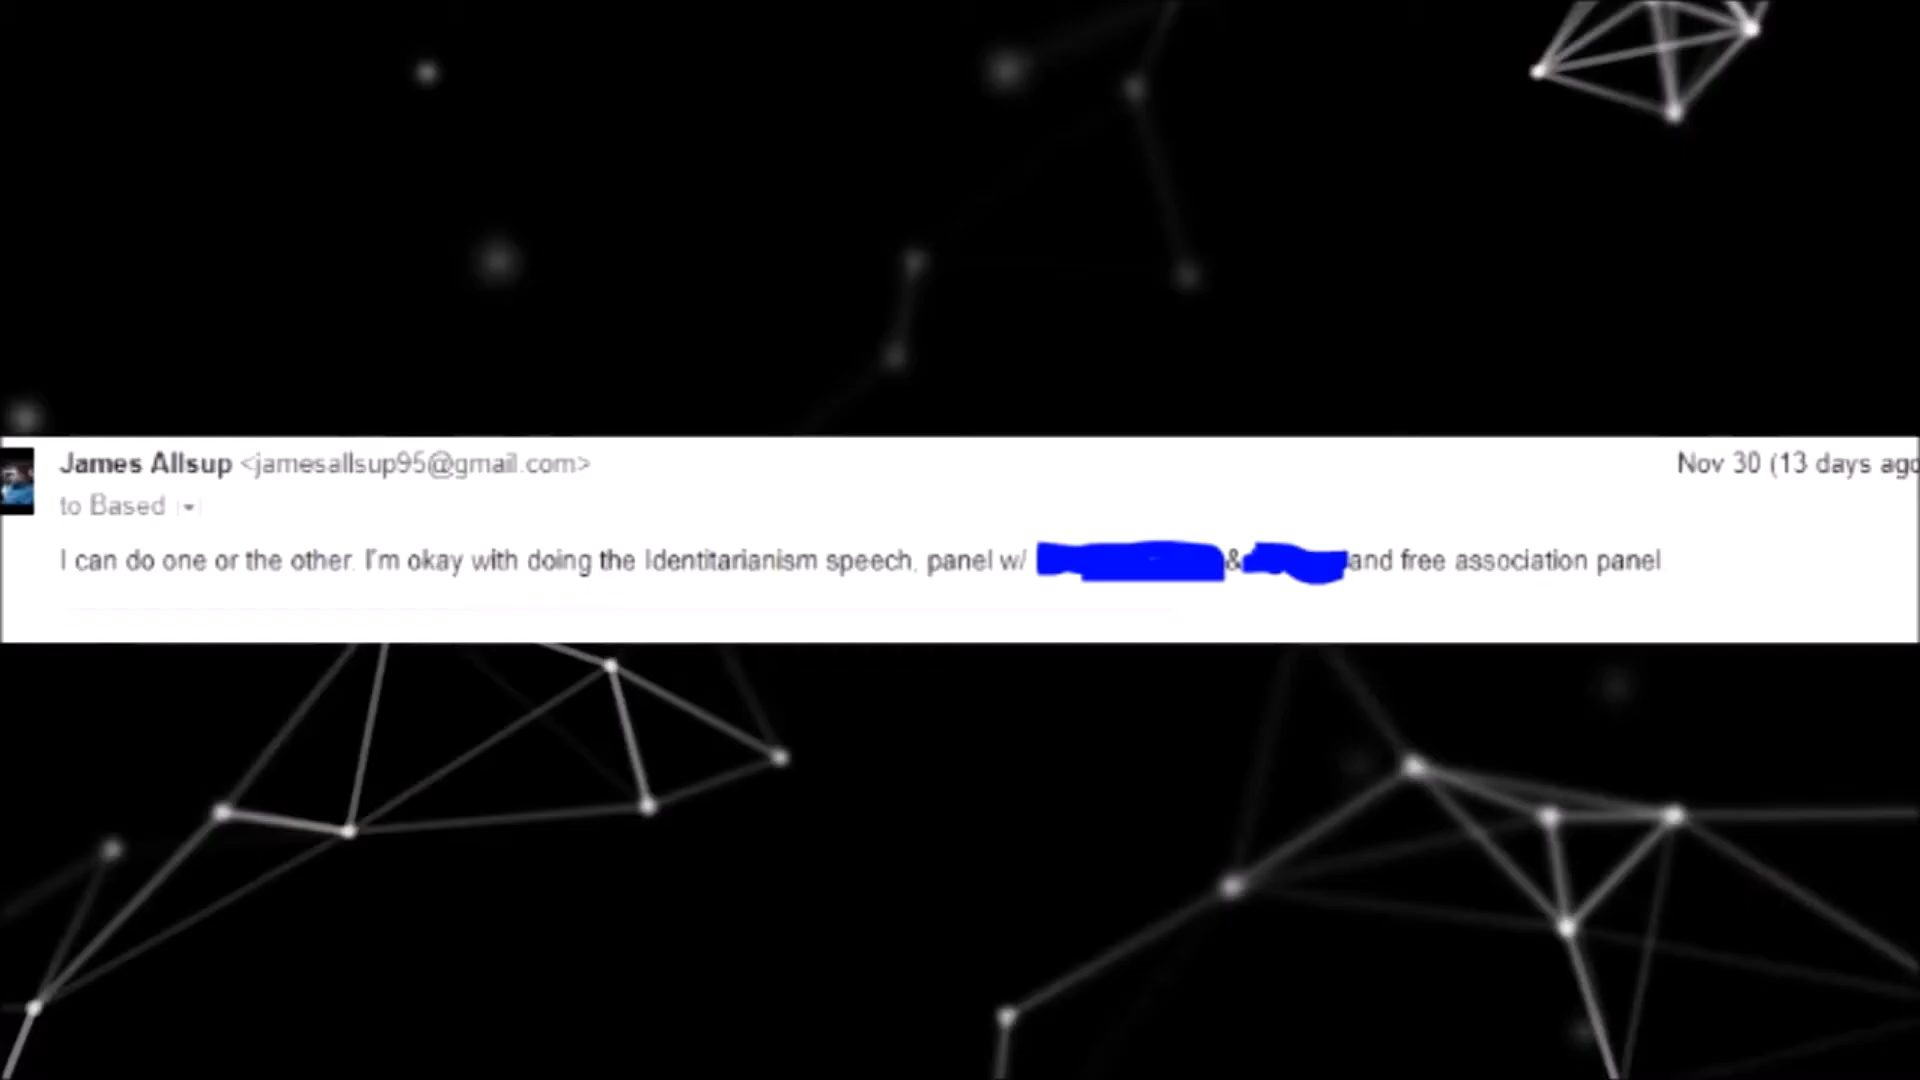 James Allsup <jamesallsup95@gmail.com>
Nov 30 (13 days ago
to Based
I can do one or the other. I'm okay with doing the Identitarianism speech, panel w/ & and free association panel